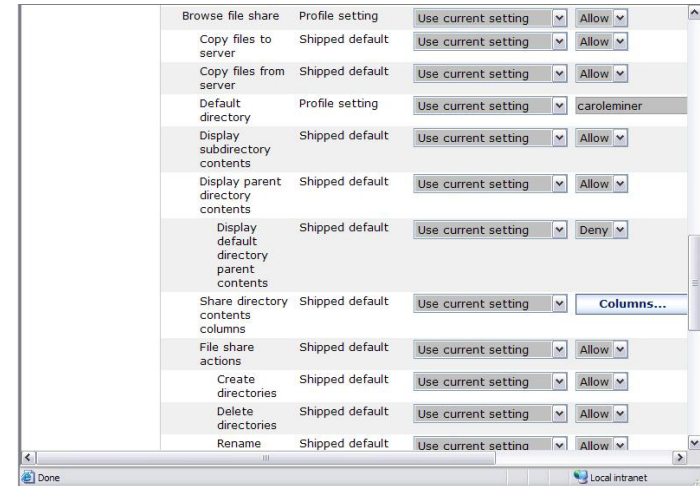 Browse file share Profile setting Use current setting Allow
Copy files to server Shipped default Use current setting Allow
Copy files from server Shipped default Use current setting Allow
Default directory Profile setting Use current setting caroleminer
Display subdirectory contents Shipped default Use current setting Allow
Display parent directory contents Shipped default Use current setting Allow
Display default directory parent contents Shipped default Use current setting Deny
Share directory contents columns Shipped default Use current setting Columns...
File share actions Shipped default Use current setting Allow
Create directories Shipped default Use current setting Allow
Delete directories Shipped default Use current setting Allow
Rename Shipped default Use current setting Allow
Done Local intranet